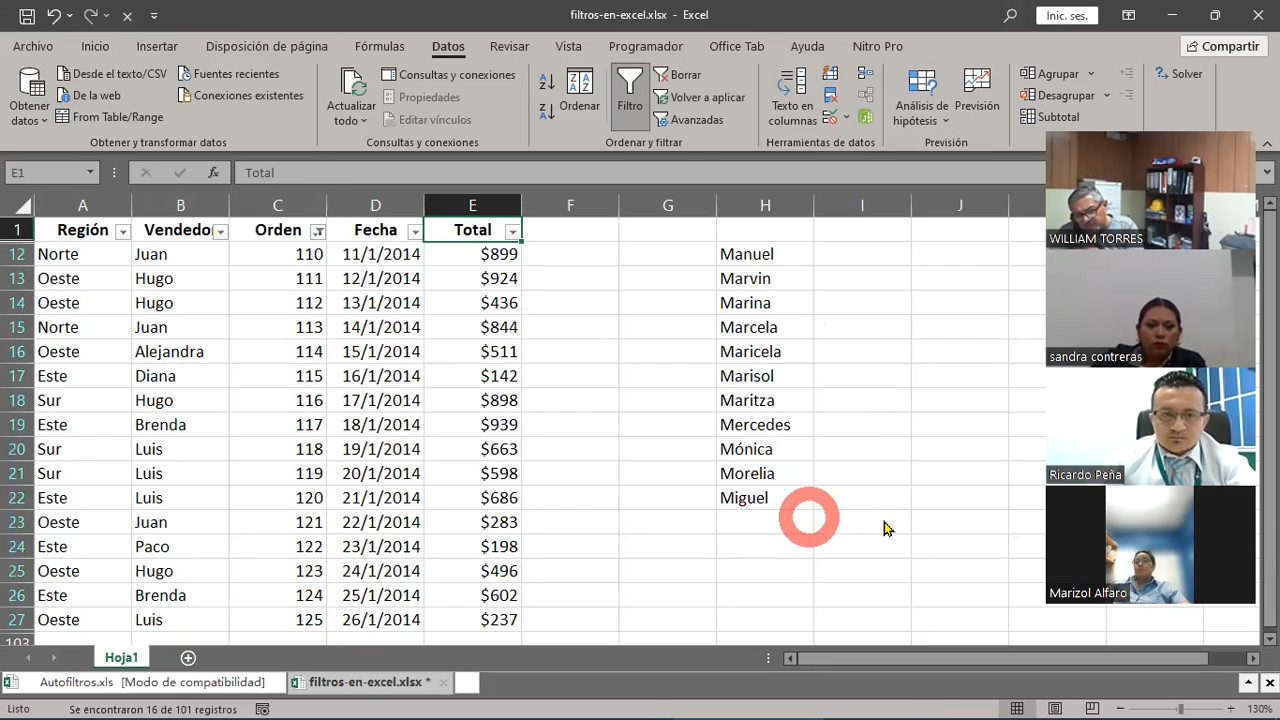 filtros-en-excel.xlsx - Excel
Inic. ses.
Archivo Inicio Insertar Disposición de página Fórmulas Datos Revisar Vista Programador Office Tab Ayuda Nitro Pro Compartir
Obtener datos
Desde el texto/CSV
De la web
From Table/Range
Fuentes recientes
Conexiones existentes
Obtener y transformar datos
Actualizar todo
Consultas y conexiones
Propiedades
Editar vínculos
Consultas y conexiones
Ordenar
Filtro
Borrar
Volver a aplicar
Avanzadas
Ordenar y filtrar
Texto en columnas
Herramientas de datos
Análisis de hipótesis
Previsión
Previsión
Agrupar
Desagrupar
Subtotal
Solver
E1 fx Total
A B C D E F G H I J
1 Región Vendedo Orden Fecha Total
12 Norte Juan 110 11/1/2014 $899 Manuel
13 Oeste Hugo 111 12/1/2014 $924 Marvin
14 Oeste Hugo 112 13/1/2014 $436 Marina
15 Norte Juan 113 14/1/2014 $844 Marcela
16 Oeste Alejandra 114 15/1/2014 $511 Maricela
17 Este Diana 115 16/1/2014 $142 Marisol
18 Sur Hugo 116 17/1/2014 $898 Maritza
19 Este Brenda 117 18/1/2014 $939 Mercedes
20 Sur Luis 118 19/1/2014 $663 Mónica
21 Sur Luis 119 20/1/2014 $598 Morelia
22 Este Luis 120 21/1/2014 $686 Miguel
23 Oeste Juan 121 22/1/2014 $283
24 Este Paco 122 23/1/2014 $198
25 Oeste Hugo 123 24/1/2014 $496
26 Este Brenda 124 25/1/2014 $602
27 Oeste Luis 125 26/1/2014 $237
103
WILLIAM TORRES
sandra contreras
Ricardo Peña
Marizol Alfaro
Hoja1
Autofiltros.xls [Modo de compatibilidad]
filtros-en-excel.xlsx *
Listo Se encontraron 16 de 101 registros 130%